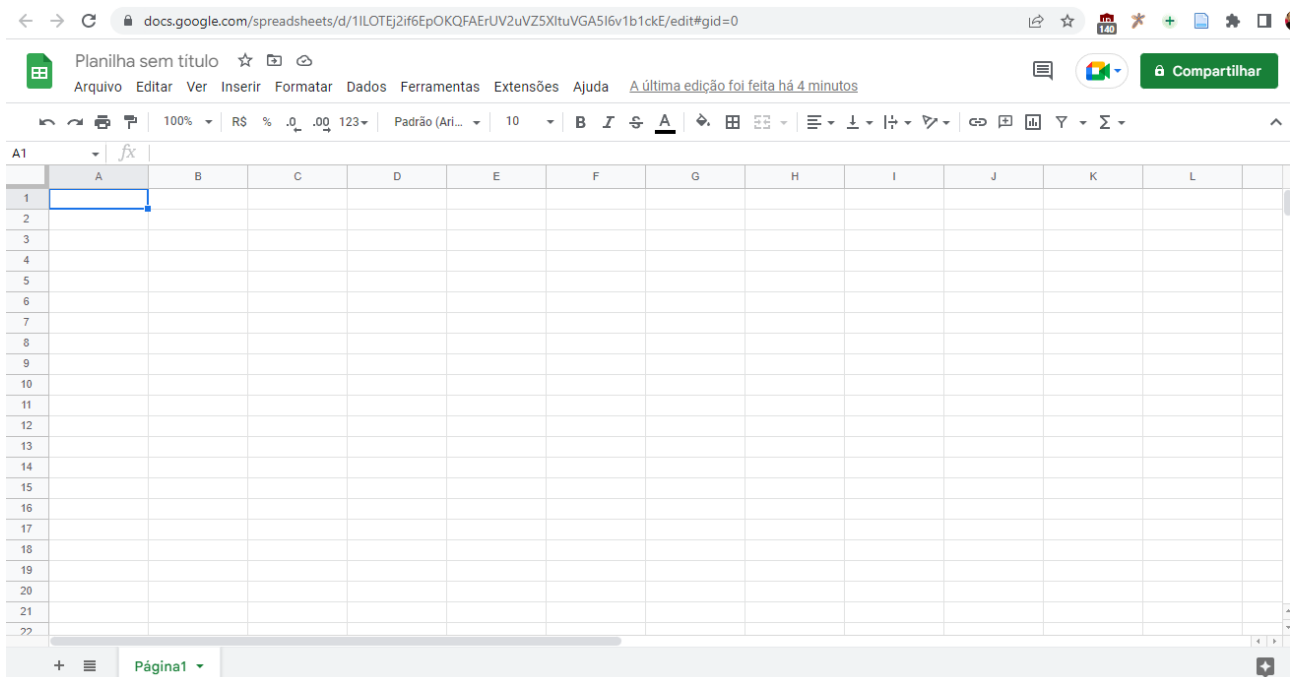 docs.google.com/spreadsheets/d/1ILOTEj2if6EpOKQFAErUV2uVZ5XltuVGA5I6v1b1ckE/edit#gid=0
140
Planilha sem título
Compartilhar
Arquivo Editar Ver Inserir Formatar Dados Ferramentas Extensões Ajuda A última edição foi feita há 4 minutos
100% R$ % .0 .00 123 Padrão (Ari... 10 B I S A Σ
A1 fx
A B C D E F G H I J K L
1
2
3
4
5
6
7
8
9
10
11
12
13
14
15
16
17
18
19
20
21
22
+ Página1